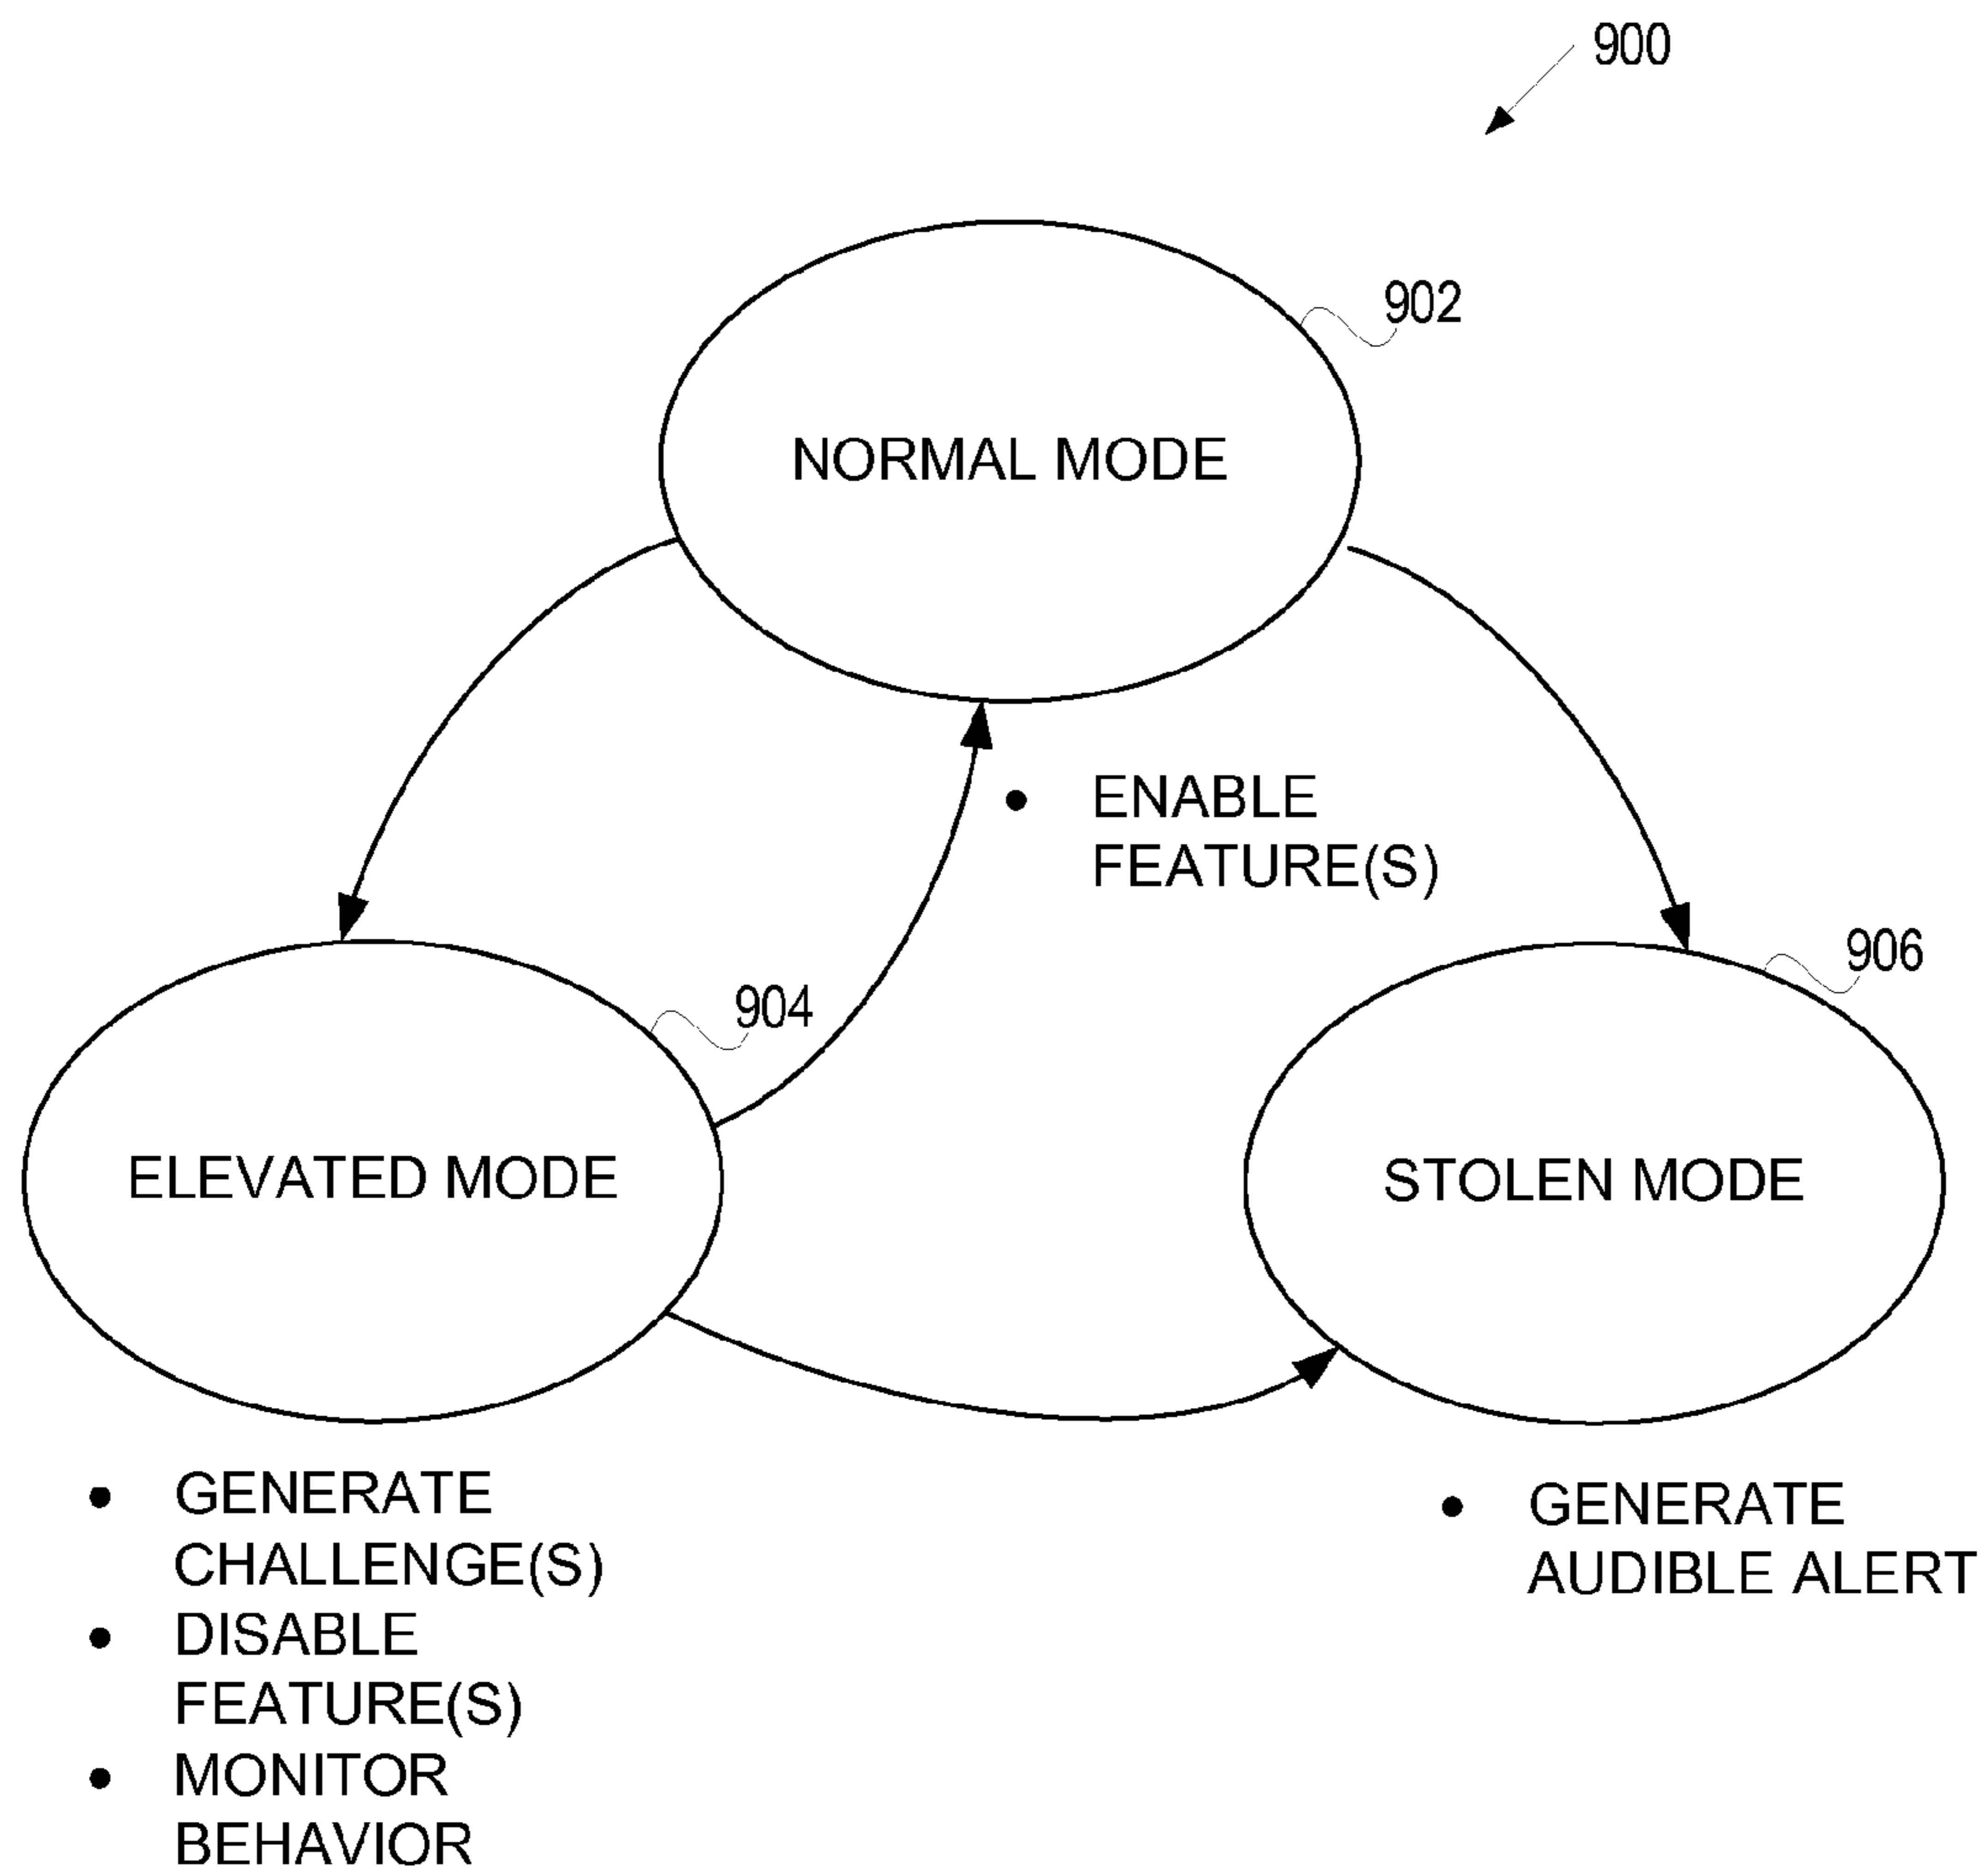 900
902
NORMAL MODE
• ENABLE
FEATURE(S)
906
904
ELEVATED MODE
STOLEN MODE
• GENERATE
CHALLENGE(S)
• DISABLE
FEATURE(S)
• MONITOR
BEHAVIOR
• GENERATE
AUDIBLE ALERT